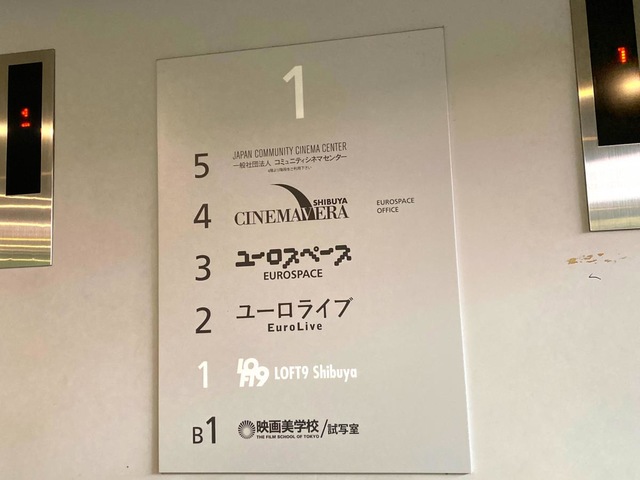 1
5 JAPAN COMMUNITY CINEMA CENTER
一般社団法人 コミュニティシネマセンター
4 SHIBUYA
CINEMAVERA
EUROSPACE
OFFICE
3 ユーロスペース
EUROSPACE
2 ユーロライブ
EuroLive
1 LOFT9 LOFT9 Shibuya
B1 映画美学校/試写室
THE FILM SCHOOL OF TOKYO
1